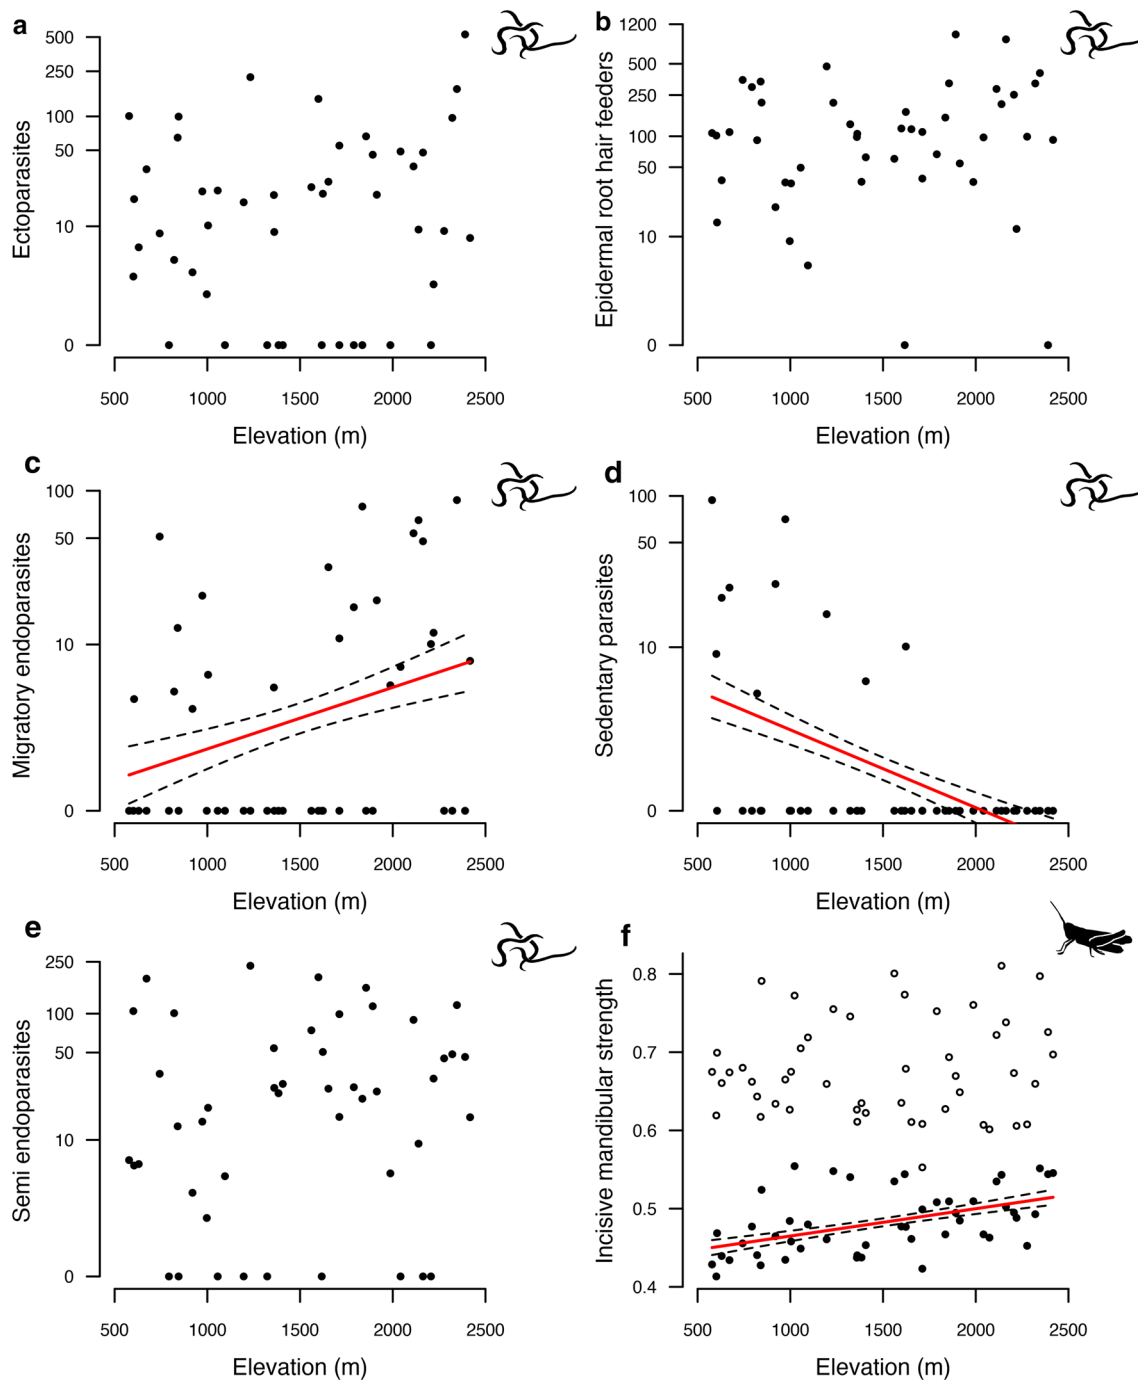 a
Ectoparasites
500
250
100
50
10
0
500 1000 1500 2000 2500
Elevation (m)
b
Epidermal root hair feeders
1200
500
250
100
50
10
0
500 1000 1500 2000 2500
Elevation (m)
c
Migratory endoparasites
100
50
10
0
500 1000 1500 2000 2500
Elevation (m)
d
Sedentary parasites
100
50
10
0
500 1000 1500 2000 2500
Elevation (m)
e
Semi endoparasites
250
100
50
10
0
500 1000 1500 2000 2500
Elevation (m)
f
Incisive mandibular strength
0.8
0.7
0.6
0.5
0.4
500 1000 1500 2000 2500
Elevation (m)